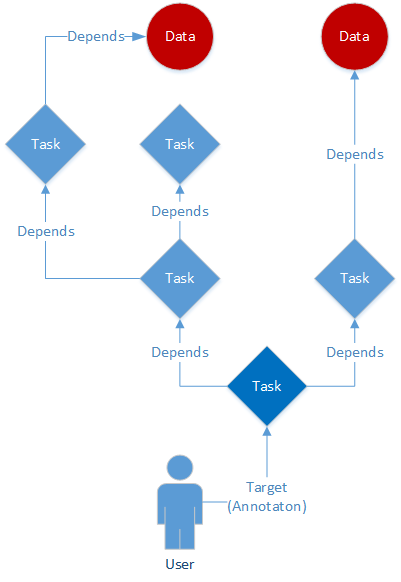 Depends
Data
Data
Task
Task
Depends
Depends
Depends
Task
Task
Depends
Depends
Task
Target
(Annotaton)
User